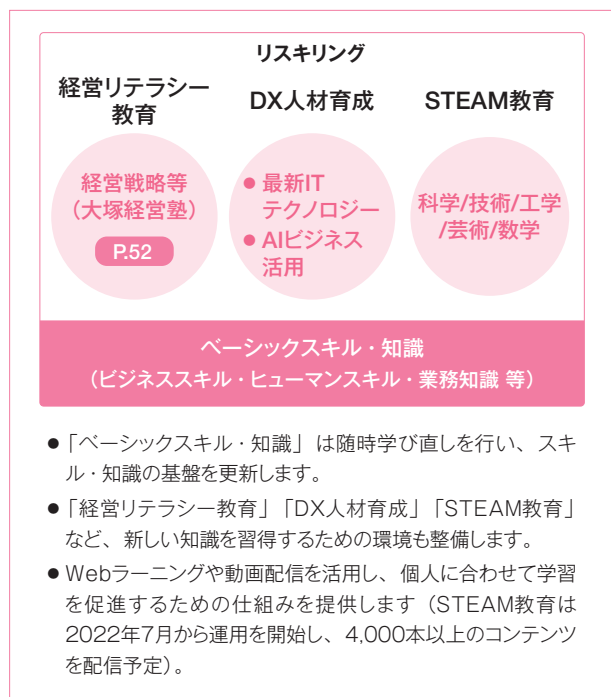 リスキリング
経営リテラシー
教育
DX人材育成
STEAM教育
経営戦略等
（大塚経営塾）
P.52
● 最新IT
テクノロジー
● AIビジネス
活用
科学/技術/工学
/芸術/数学
ベーシックスキル・知識
（ビジネススキル・ヒューマンスキル・業務知識 等）
●「ベーシックスキル・知識」は随時学び直しを行い、スキ
ル・知識の基盤を更新します。
●「経営リテラシー教育」「DX人材育成」「STEAM教育」
など、新しい知識を習得するための環境も整備します。
● Webラーニングや動画配信を活用し、個人に合わせて学習
を促進するための仕組みを提供します（STEAM教育は
2022年7月から運用を開始し、4,000本以上のコンテンツ
を配信予定）。